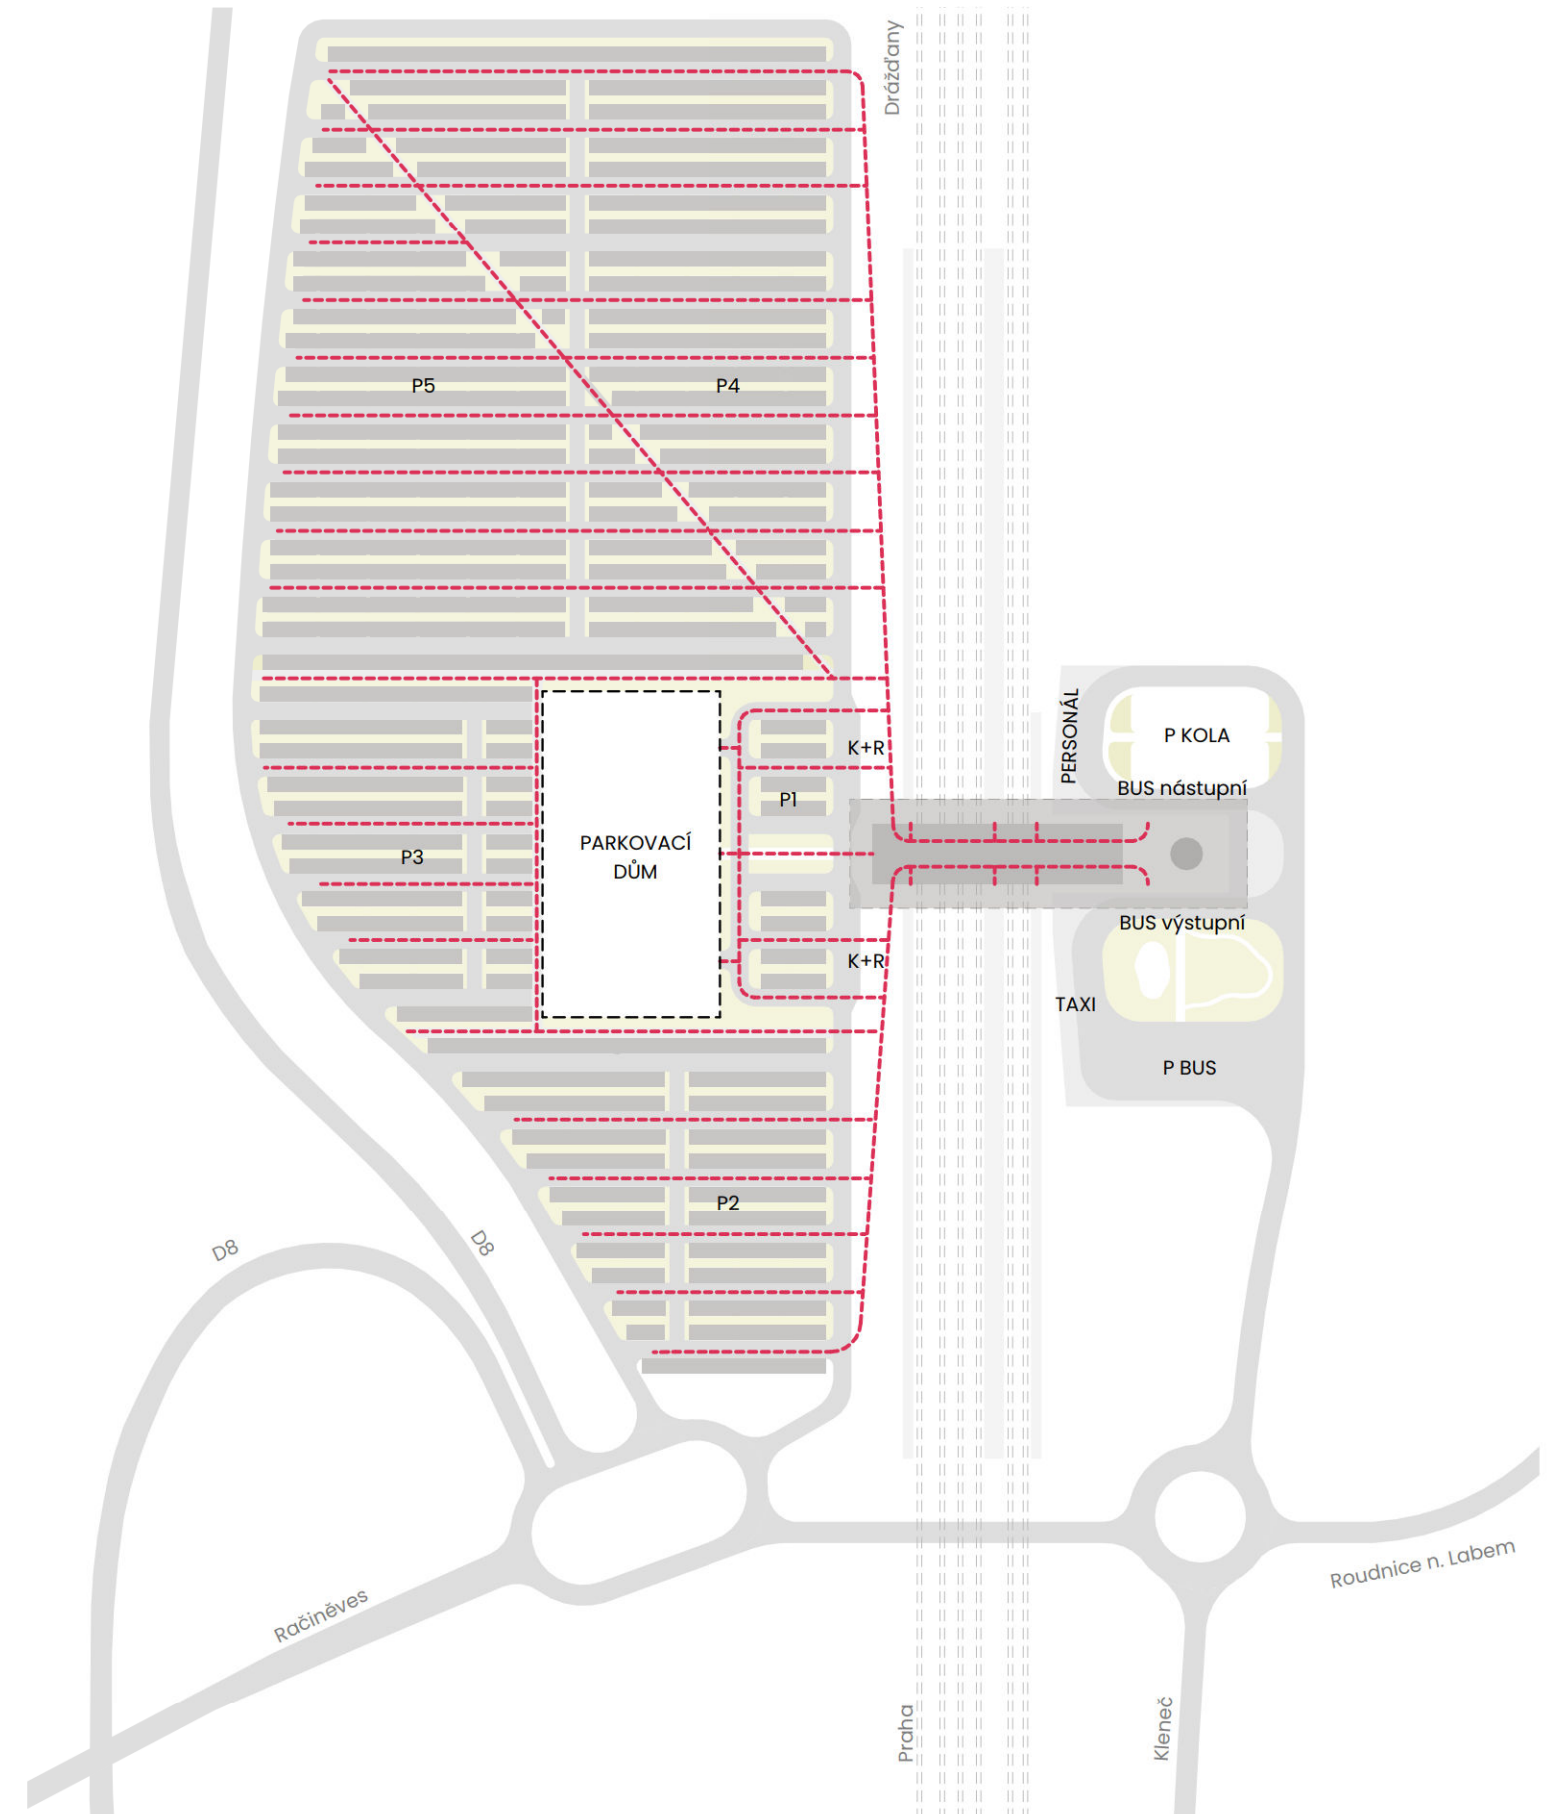 Drážďany
P5
P4
PERSONÁL
P KOLA
K+R
BUS nástupní
P1
PARKOVACÍ
DŮM
P3
BUS výstupní
K+R
TAXI
P BUS
P2
D8
D8
Roudnice n. Labem
Račiněves
Praha
Kleneč